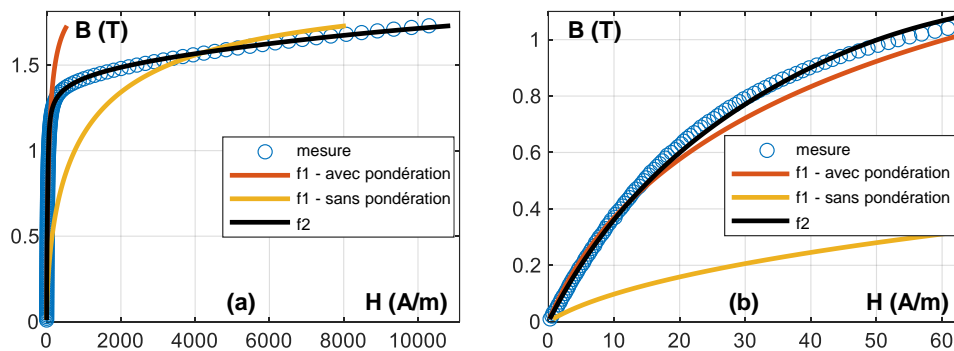 B (T)
1.5
1
0.5
0
mesure
f1 - avec pondération
f1 - sans pondération
f2
(a)
H (A/m)
0 2000 4000 6000 8000 10000
B (T)
1
0.8
0.6
0.4
0.2
0
mesure
f1 - avec pondération
f1 - sans pondération
f2
(b)
H (A/m)
0 10 20 30 40 50 60